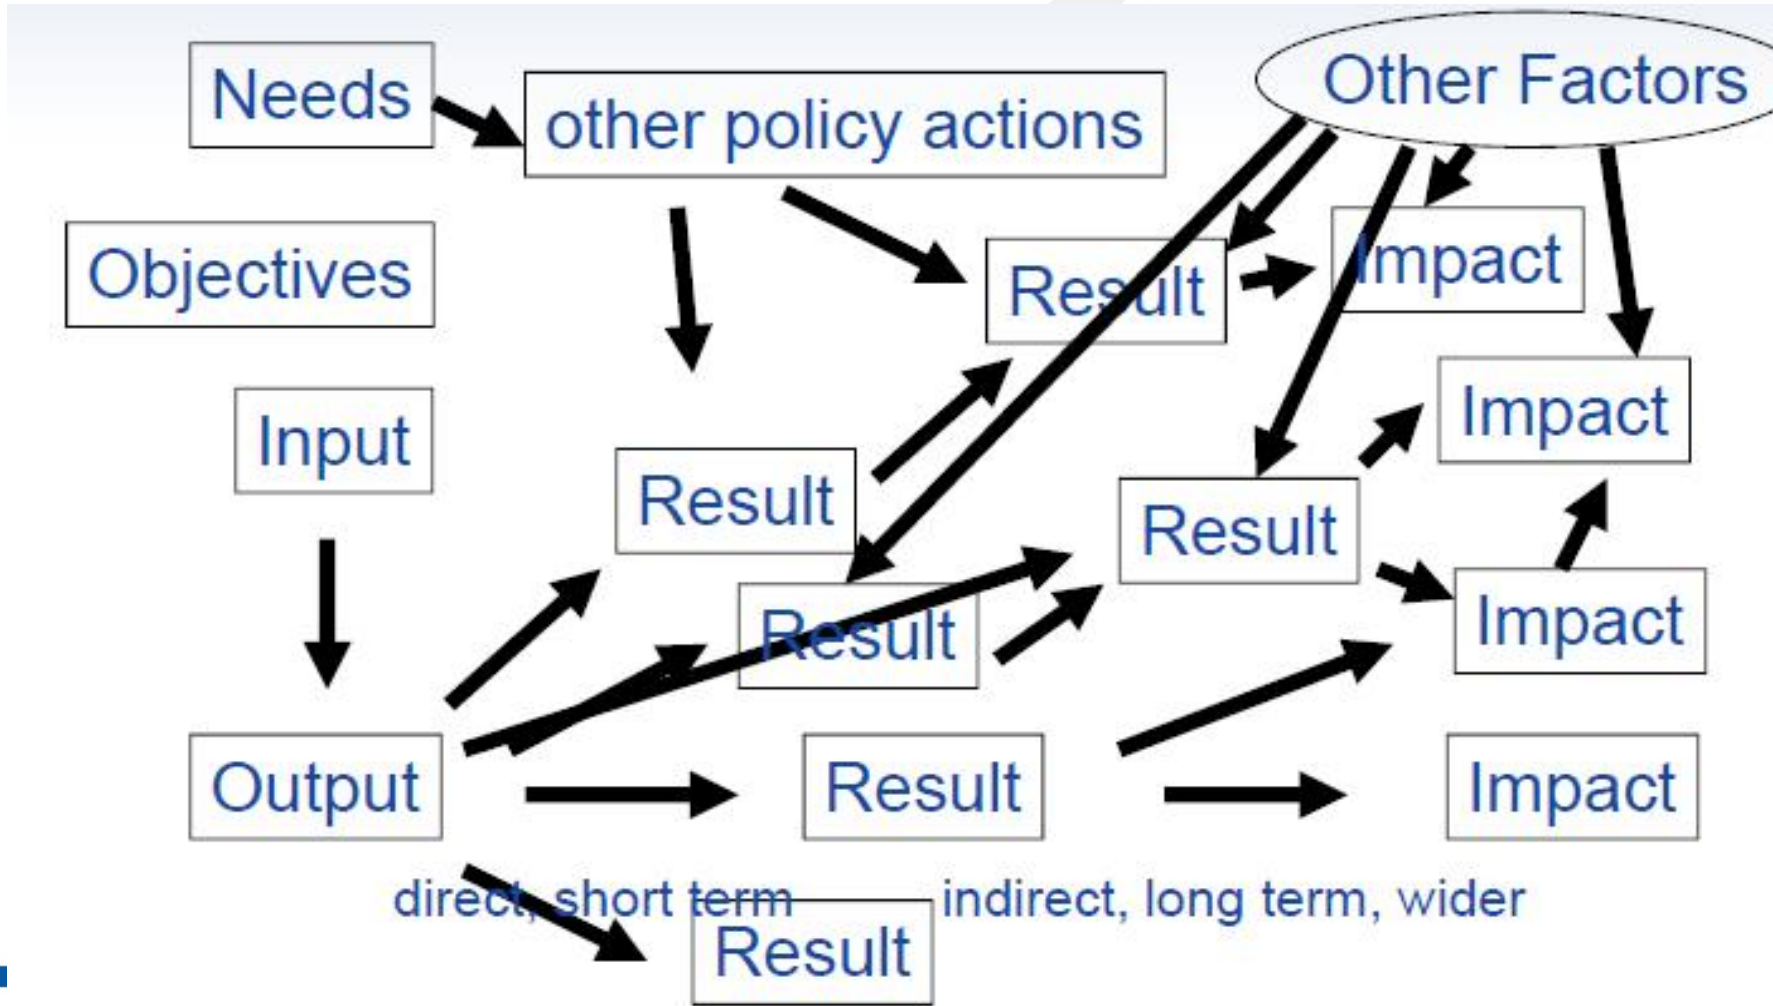 Needs
other policy actions
Other Factors
Objectives
Result
Impact
Input
Result
Result
Impact
Result
Impact
Output
Result
Impact
direct, short term
indirect, long term, wider
Result